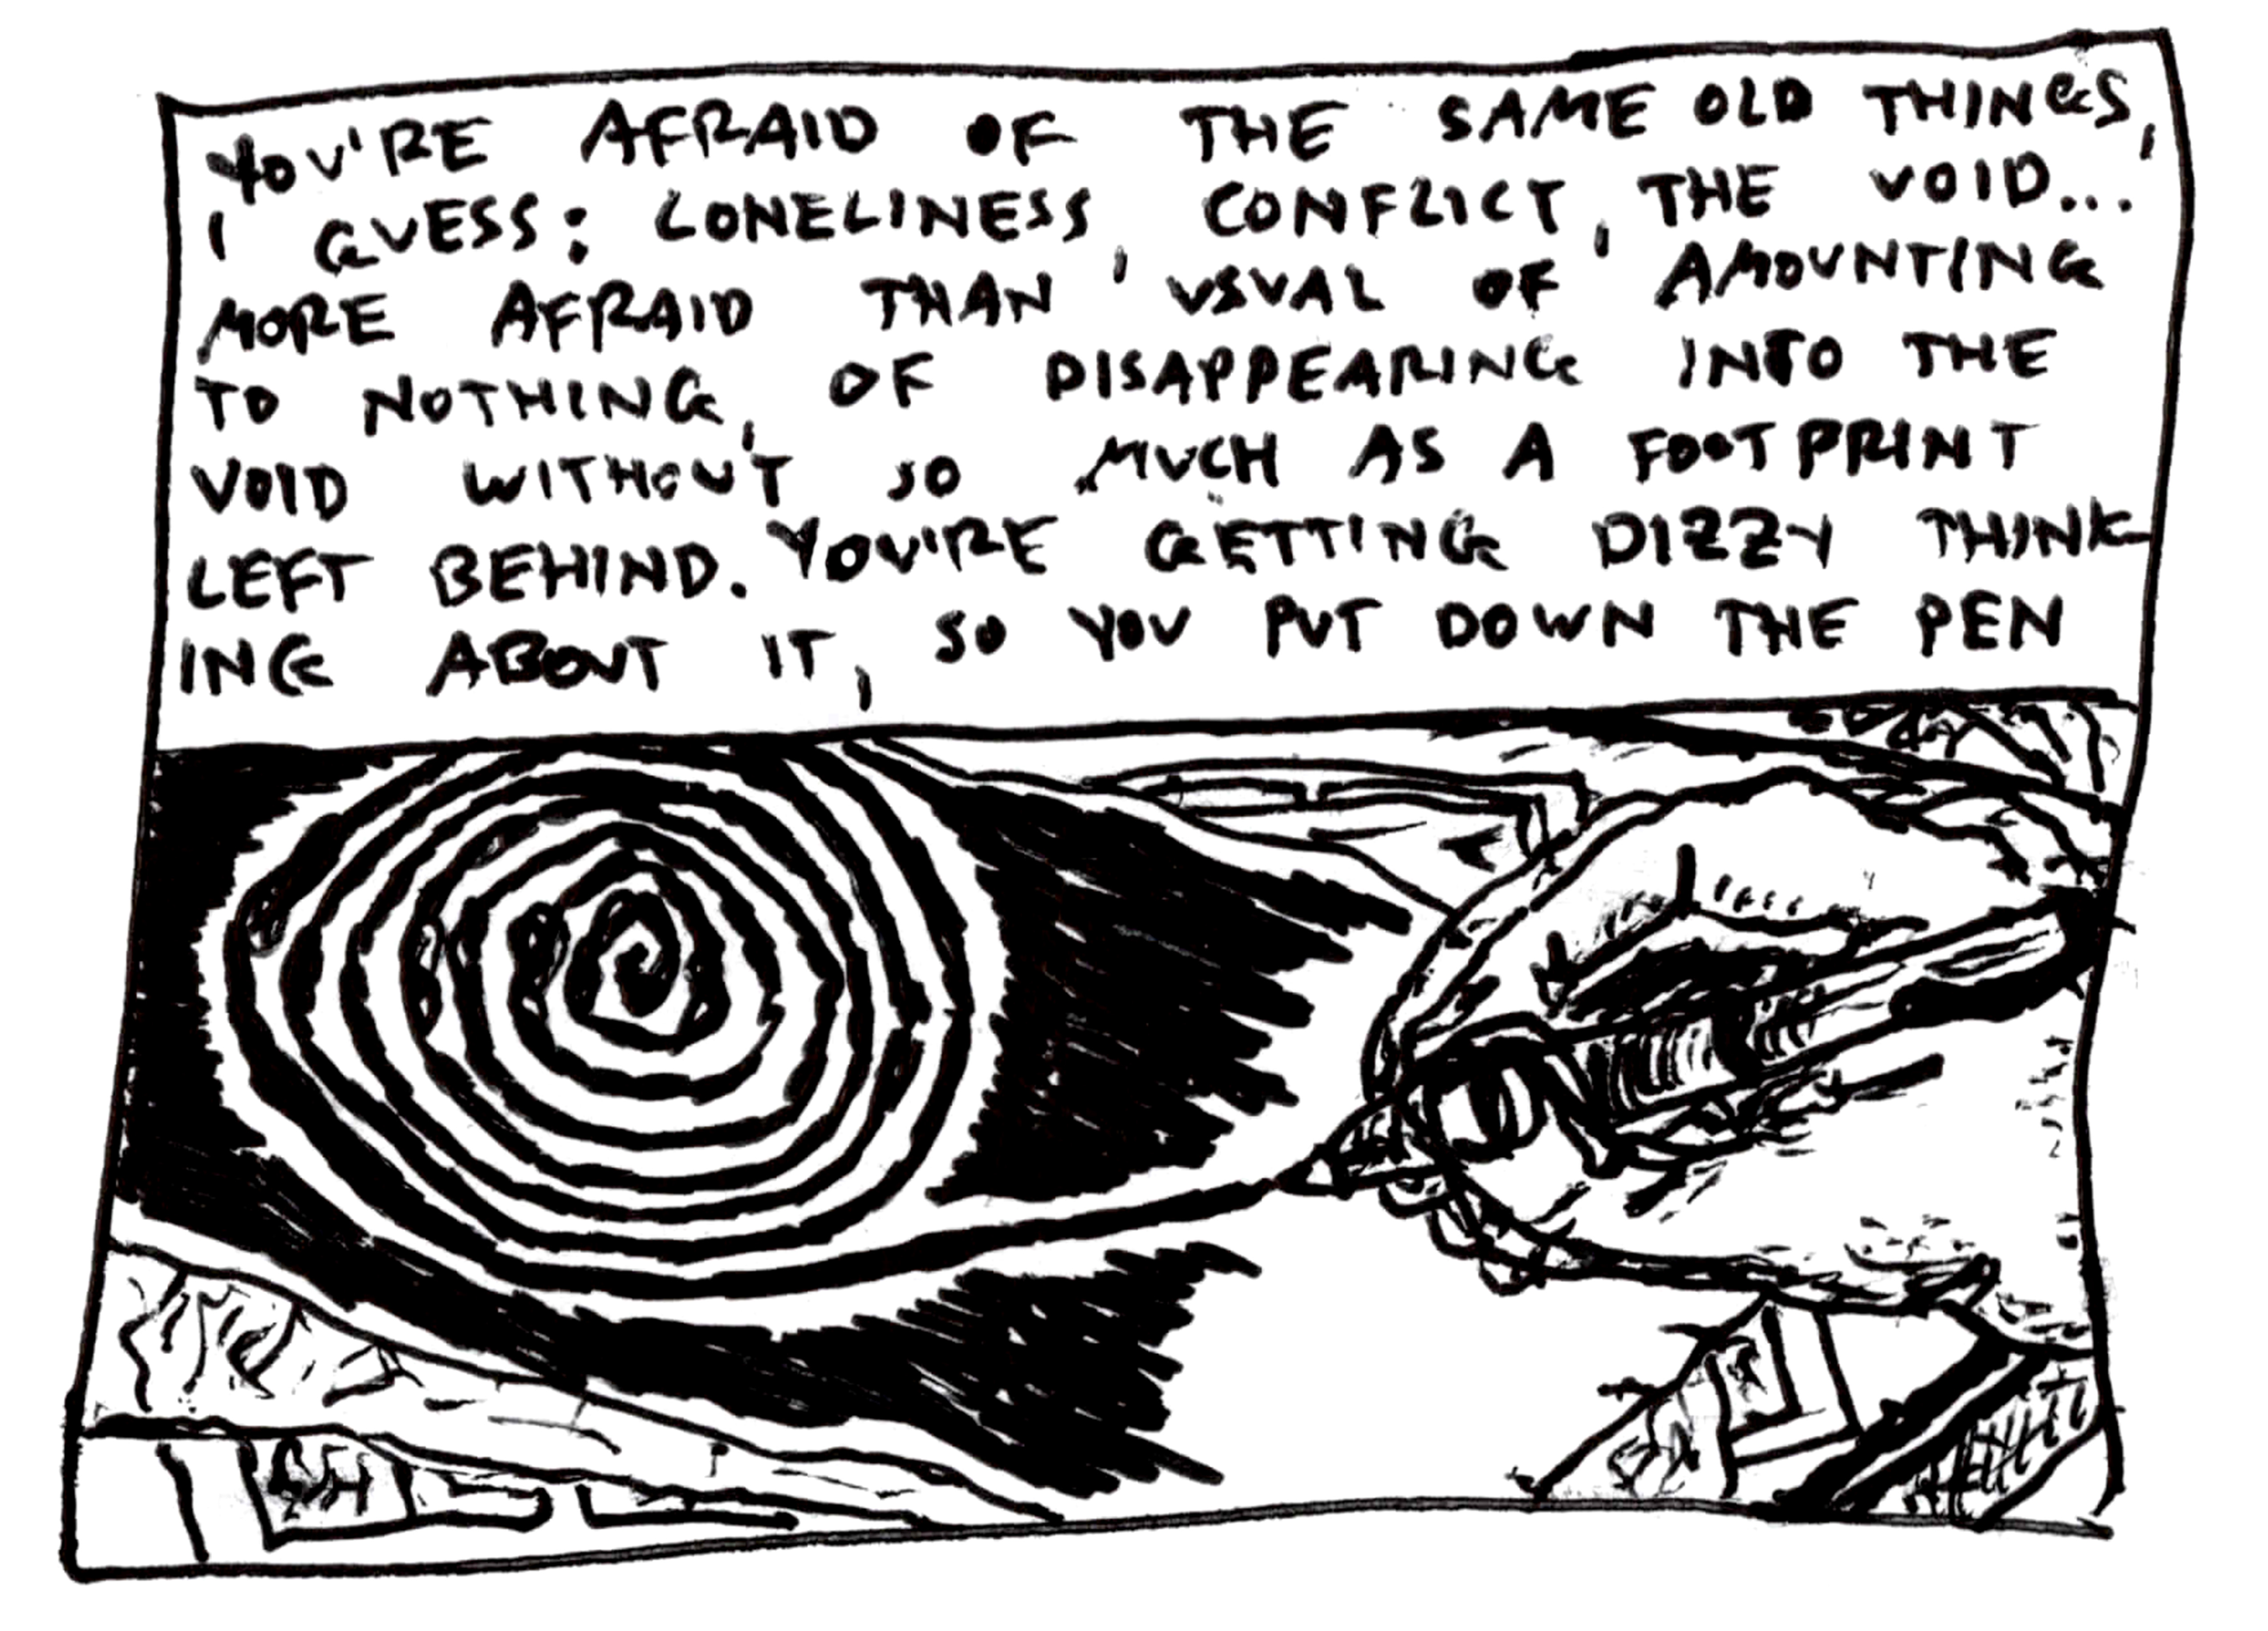 YOU'RE AFRAID OF THE SAME OLD THINGS,
I GUESS: LONELINESS, CONFLICT, THE VOID...
MORE AFRAID THAN USUAL OF AMOUNTING
TO NOTHING, OF DISAPPEARING INTO THE
VOID WITHOUT SO MUCH AS A FOOTPRINT
LEFT BEHIND. YOU'RE GETTING DIZZY THINK-
ING ABOUT IT, SO YOU PUT DOWN THE PEN